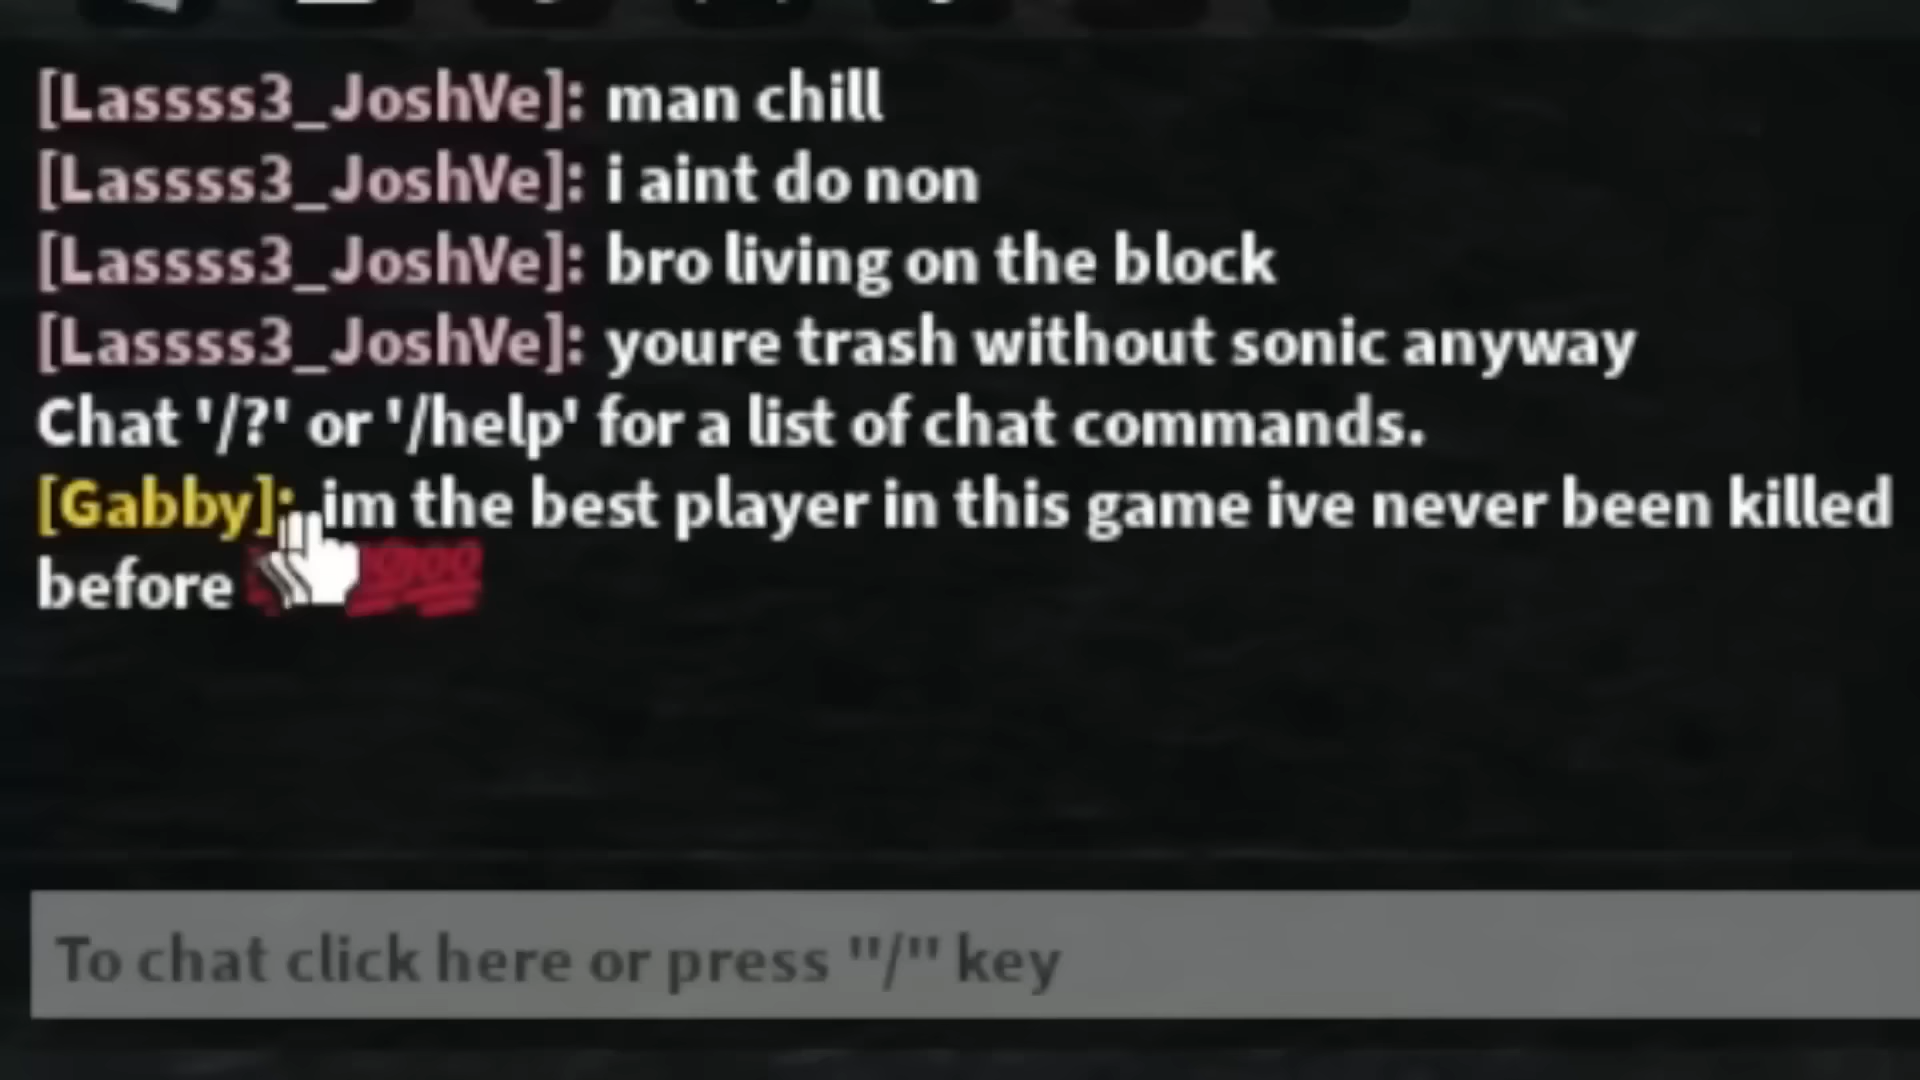 [Lassss3_JoshVe]: man chill
[Lassss3_JoshVe]: i aint do non
[Lassss3_JoshVe]: bro living on the block
[Lassss3_JoshVe]: youre trash without sonic anyway
Chat '/?' or '/help' for a list of chat commands.
[Gabby]: im the best player in this game ive never been killed
before 💯💯
To chat click here or press "/" key